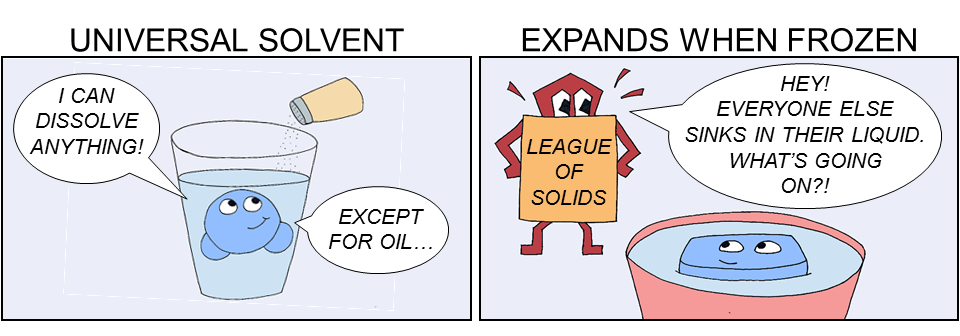 UNIVERSAL SOLVENT
I CAN
DISSOLVE
ANYTHING!
EXCEPT
FOR OIL…
EXPANDS WHEN FROZEN
LEAGUE
OF
SOLIDS
HEY!
EVERYONE ELSE
SINKS IN THEIR LIQUID.
WHAT’S GOING
ON?!